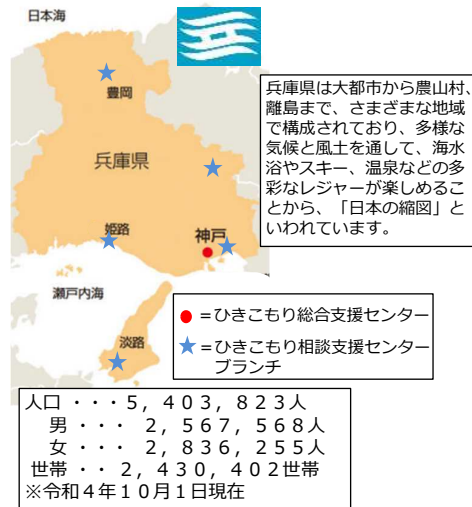 日本海
豊岡
兵庫県は大都市から農山村、
離島まで、さまざまな地域
で構成されており、多様な
気候と風土を通して、海水
浴やスキー、温泉などの多
彩なレジャーが楽しめるこ
とから、「日本の縮図」と
いわれています。
兵庫県
姫路
神戸
瀬戸内海
淡路
=ひきこもり総合支援センター
=ひきこもり相談支援センター
ブランチ
人口 ・・・５，４０３，８２３人
男 ・・・ ２，５６７，５６８人
女 ・・・ ２，８３６，２５５人
世帯 ・・ ２，４３０，４０２世帯
※令和４年１０月１日現在